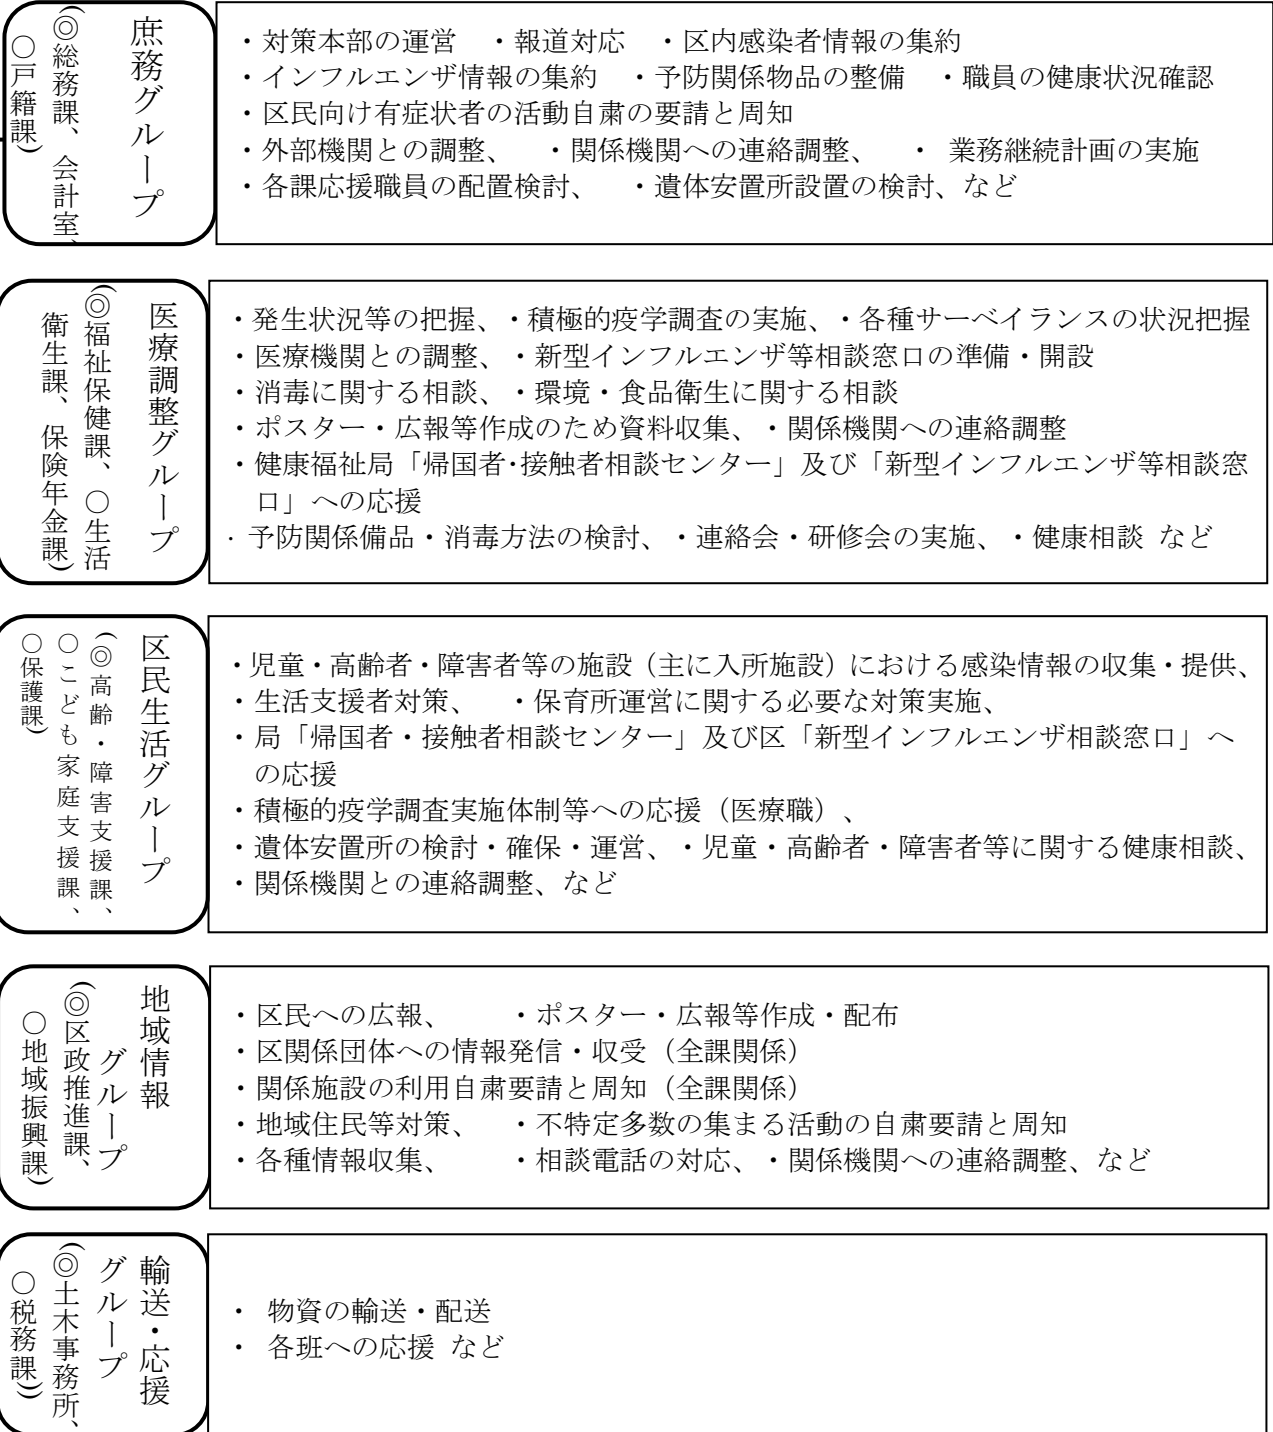 庶務グループ
(◎総務課、会計室、
〇戸籍課)
・対策本部の運営 ・報道対応 ・区内感染者情報の集約
・インフルエンザ情報の集約 ・予防関係物品の整備 ・職員の健康状況確認
・区民向け有症状者の活動自粛の要請と周知
・外部機関との調整、 ・関係機関への連絡調整、 ・ 業務継続計画の実施
・各課応援職員の配置検討、 ・遺体安置所設置の検討、など
医療調整グループ
(◎福祉保健課、〇生活
衛生課、保険年金課)
・発生状況等の把握、・積極的疫学調査の実施、・各種サーベイランスの状況把握
・医療機関との調整、・新型インフルエンザ等相談窓口の準備・開設
・消毒に関する相談、・環境・食品衛生に関する相談
・ポスター・広報等作成のため資料収集、・関係機関への連絡調整
・健康福祉局「帰国者・接触者相談センター」及び「新型インフルエンザ等相談窓
口」への応援
・予防関係備品・消毒方法の検討、・連絡会・研修会の実施、・健康相談 など
区民生活グループ
(◎高齢・障害支援課、
〇こども家庭支援課、
〇保護課)
・児童・高齢者・障害者等の施設（主に入所施設）における感染情報の収集・提供、
・生活支援者対策、 ・保育所運営に関する必要な対策実施、
・局「帰国者・接触者相談センター」及び区「新型インフルエンザ相談窓口」へ
の応援
・積極的疫学調査実施体制等への応援（医療職）、
・遺体安置所の検討・確保・運営、・児童・高齢者・障害者等に関する健康相談、
・関係機関との連絡調整、など
地域情報
グループ
(◎区政推進課、
〇地域振興課)
・区民への広報、 ・ポスター・広報等作成・配布
・区関係団体への情報発信・収受（全課関係）
・関係施設の利用自粛要請と周知（全課関係）
・地域住民等対策、 ・不特定多数の集まる活動の自粛要請と周知
・各種情報収集、 ・相談電話の対応、・関係機関への連絡調整、など
輸送・応援
グループ
(◎土木事務所、
〇税務課))
・ 物資の輸送・配送
・ 各班への応援 など